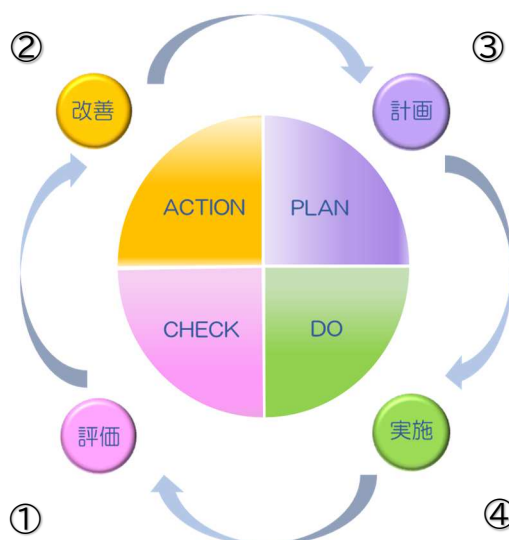 ②
③
改善
計画
ACTION
PLAN
CHECK
DO
評価
実施
①
④